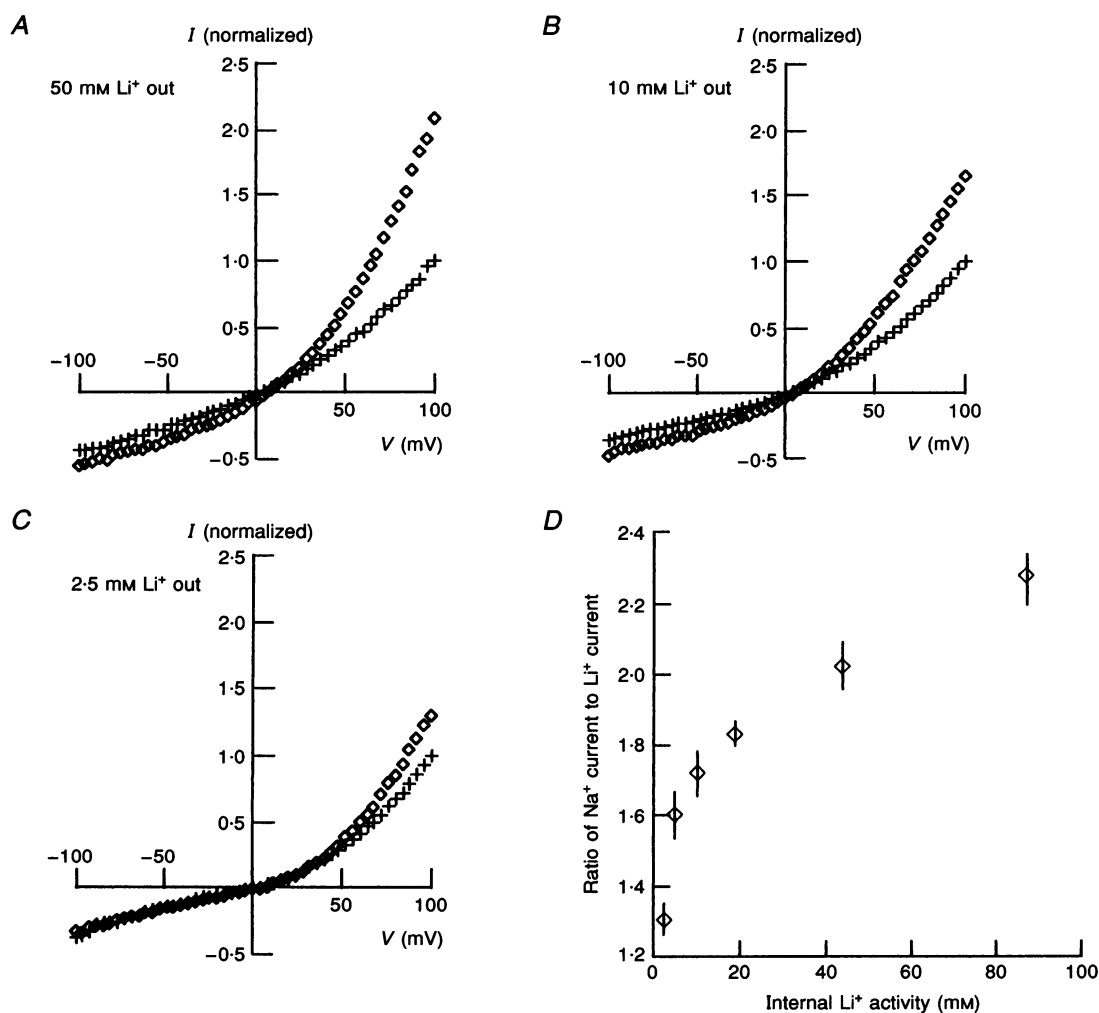 A
I (normalized)
50 mM Li⁺ out
2·5
2·0
1·5
1·0
0·5
−100
−50
50
100
V (mV)
−0·5
B
I (normalized)
10 mM Li⁺ out
2·5
2·0
1·5
1·0
0·5
−100
−50
50
100
V (mV)
−0·5
C
I (normalized)
2·5 mM Li⁺ out
2·5
2·0
1·5
1·0
0·5
−100
−50
50
100
V (mV)
−0·5
D
Ratio of Na⁺ current to Li⁺ current
2·4
2·2
2·0
1·8
1·6
1·4
1·2
0
20
40
60
80
100
Internal Li⁺ activity (mM)